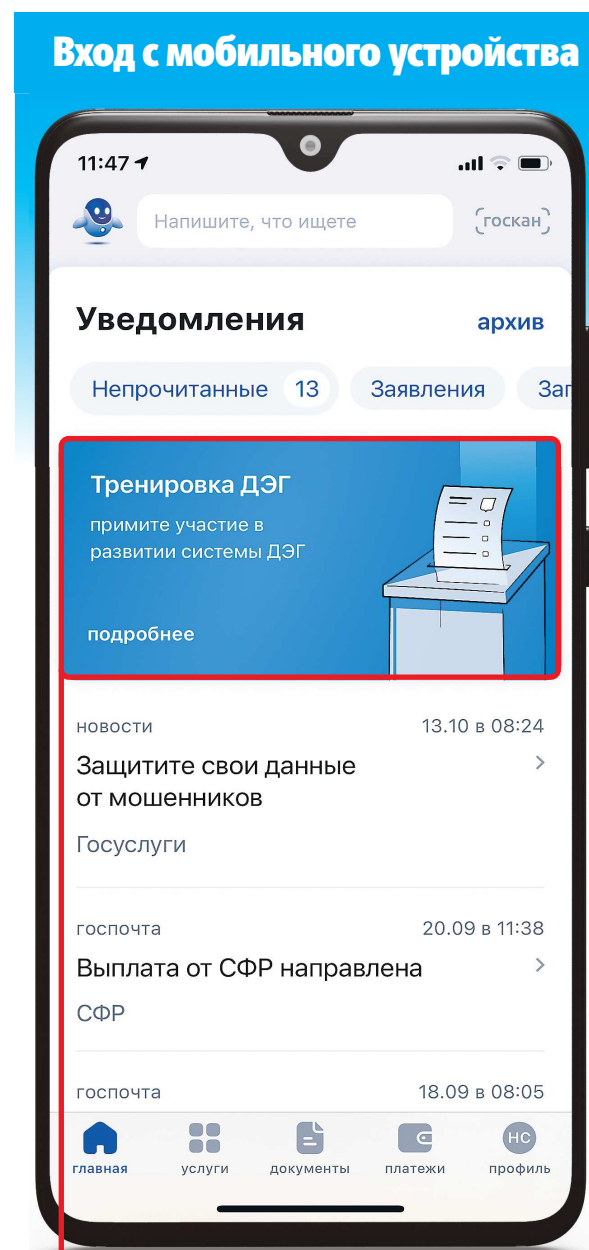 Вход с мобильного устройства
11:47
Напишите, что ищете
госкан
Уведомления
архив
Непрочитанные 13
Заявления
Заг
Тренировка ДЭГ
примите участие в
развитии системы ДЭГ
подробнее
новости
13.10 в 08:24
Защитите свои данные
от мошенников
Госуслуги
госпочта
20.09 в 11:38
Выплата от СФР направлена
СФР
госпочта
18.09 в 08:05
НС
главная
услуги
документы
платежи
профиль